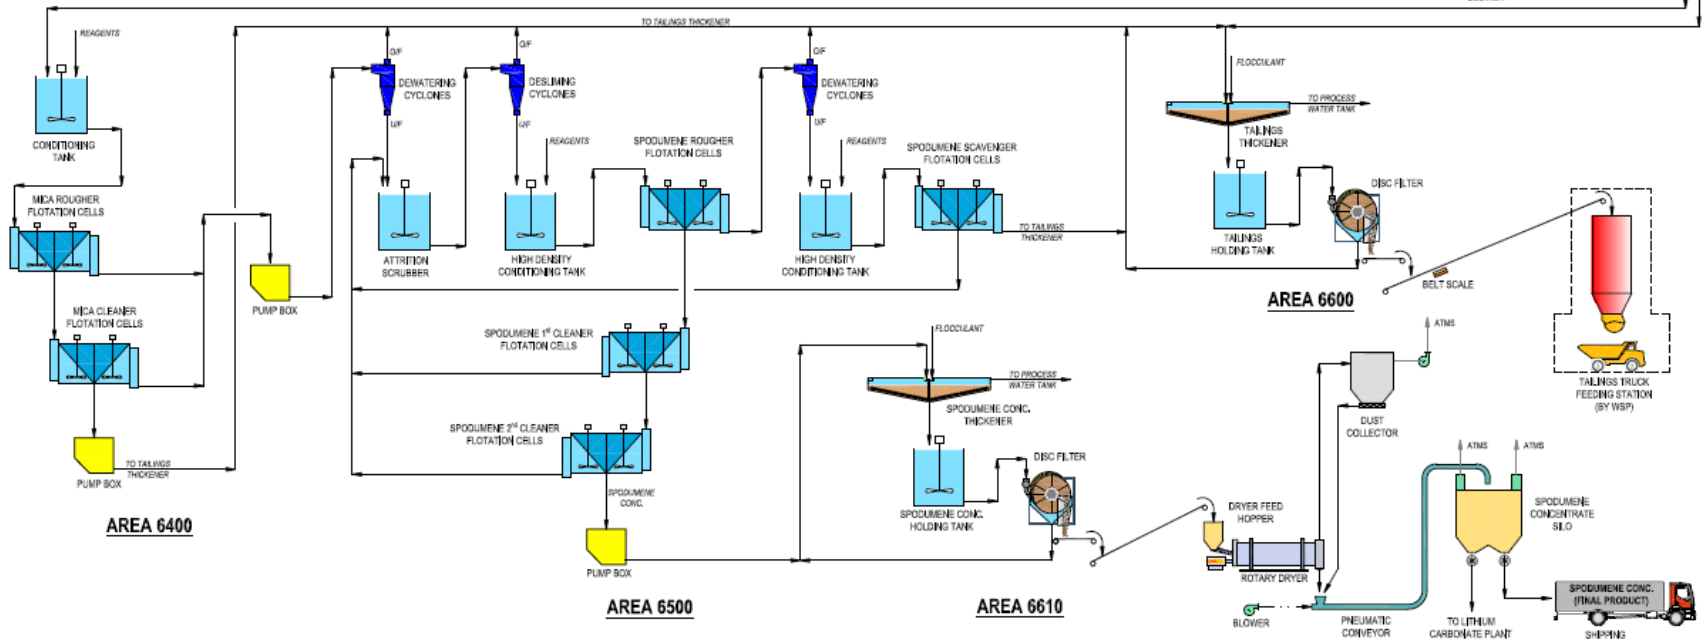 TO TAILINGS THICKENER
REAGENTS
CONDITIONING
TANK
MICA ROUGHER
FLOTATION CELLS
MICA CLEANER
FLOTATION CELLS
PUMP BOX
TO TAILINGS
THICKENER
PUMP BOX
AREA 6400
O/F
DEWATERING
CYCLONES
U/F
ATTRITION
SCRUBBER
O/F
DESLIMING
CYCLONES
U/F
REAGENTS
HIGH DENSITY
CONDITIONING TANK
SPODUMENE ROUGHER
FLOTATION CELLS
O/F
DEWATERING
CYCLONES
U/F
REAGENTS
HIGH DENSITY
CONDITIONING TANK
SPODUMENE SCAVENGER
FLOTATION CELLS
TO TAILINGS
THICKENER
SPODUMENE 1st CLEANER
FLOTATION CELLS
SPODUMENE 2nd CLEANER
FLOTATION CELLS
SPODUMENE
CONC.
PUMP BOX
AREA 6500
FLOCCULANT
TO PROCESS
WATER TANK
TAILINGS
THICKENER
DISC FILTER
TAILINGS
HOLDING TANK
BELT SCALE
AREA 6600
TAILINGS TRUCK
FEEDING STATION
(BY WSP)
FLOCCULANT
TO PROCESS
WATER TANK
SPODUMENE CONC.
THICKENER
DISC FILTER
SPODUMENE CONC.
HOLDING TANK
AREA 6610
DRYER FEED
HOPPER
ROTARY DRYER
BLOWER
PNEUMATIC
CONVEYOR
ATMS
DUST
COLLECTOR
ATMS
ATMS
SPODUMENE
CONCENTRATE
SILO
TO LITHIUM
CARBONATE PLANT
SPODUMENE CONC.
(FINAL PRODUCT)
SHIPPING